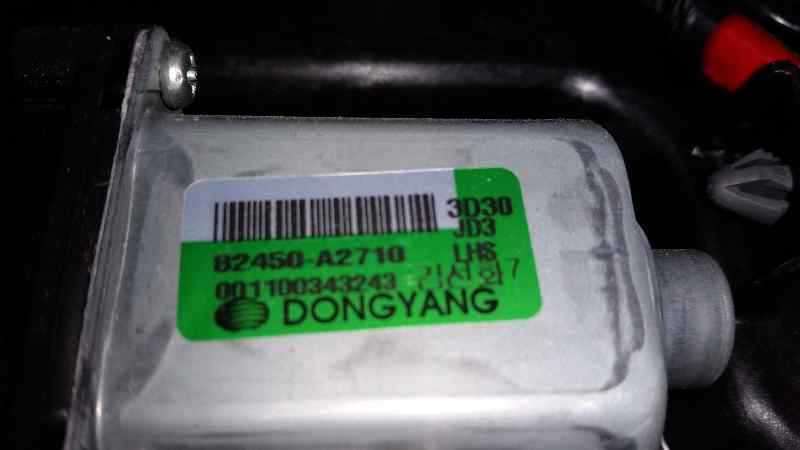 3D30
JD3
82450-A2710
LHS
001100343243
DONGYANG